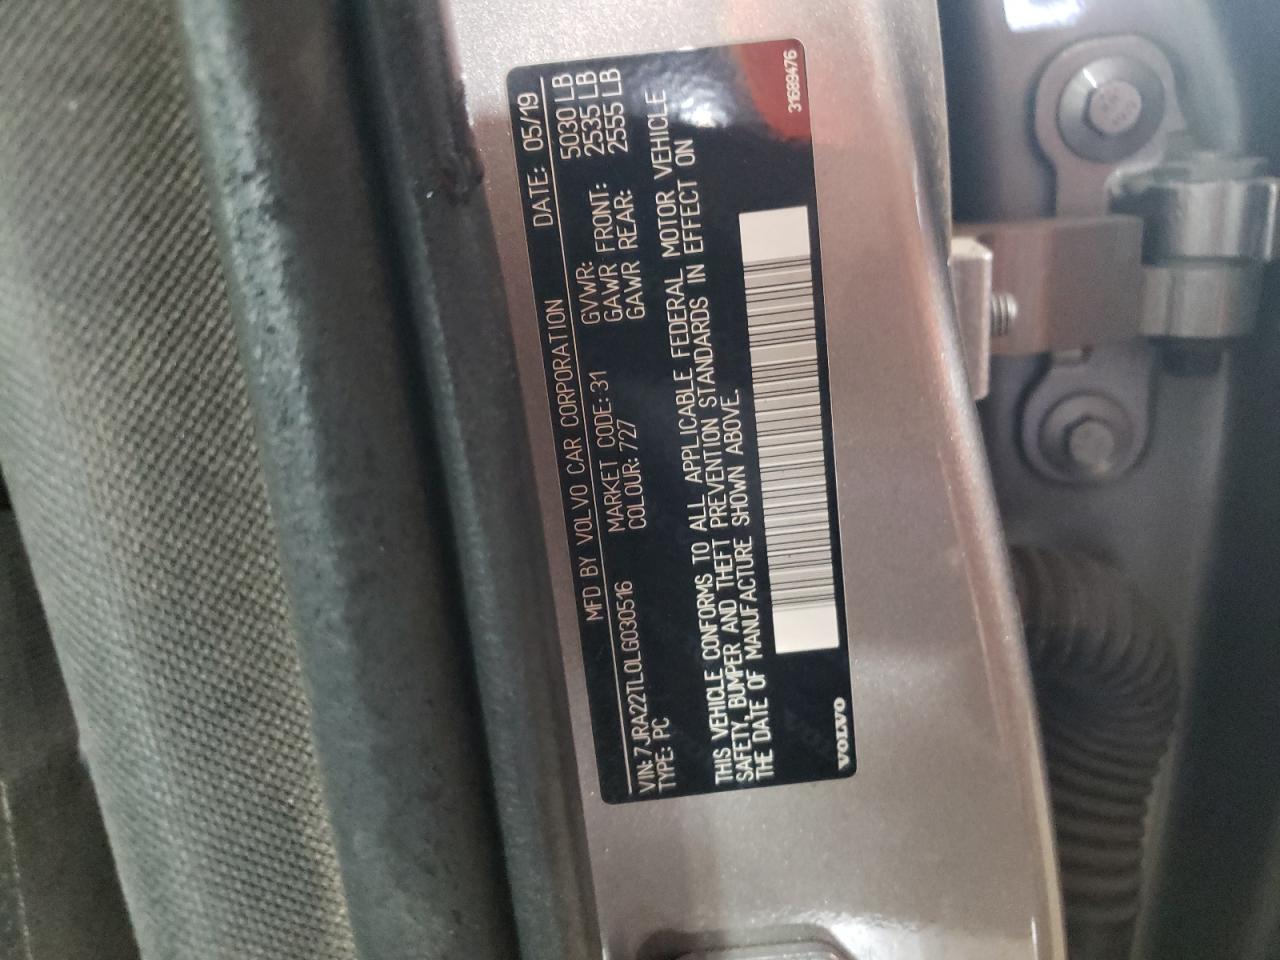 MFD BY VOLVO CAR CORPORATION DATE: 05/19
VIN: 7JRA22TL0LG030516 MARKET CODE: 31 GVWR: 5030 LB
TYPE: PC COLOUR: 727 GAWR FRONT: 2535 LB
GAWR REAR: 2555 LB
THIS VEHICLE CONFORMS TO ALL APPLICABLE FEDERAL MOTOR VEHICLE
SAFETY, BUMPER AND THEFT PREVENTION STANDARDS IN EFFECT ON
THE DATE OF MANUFACTURE SHOWN ABOVE.
VOLVO
31689476